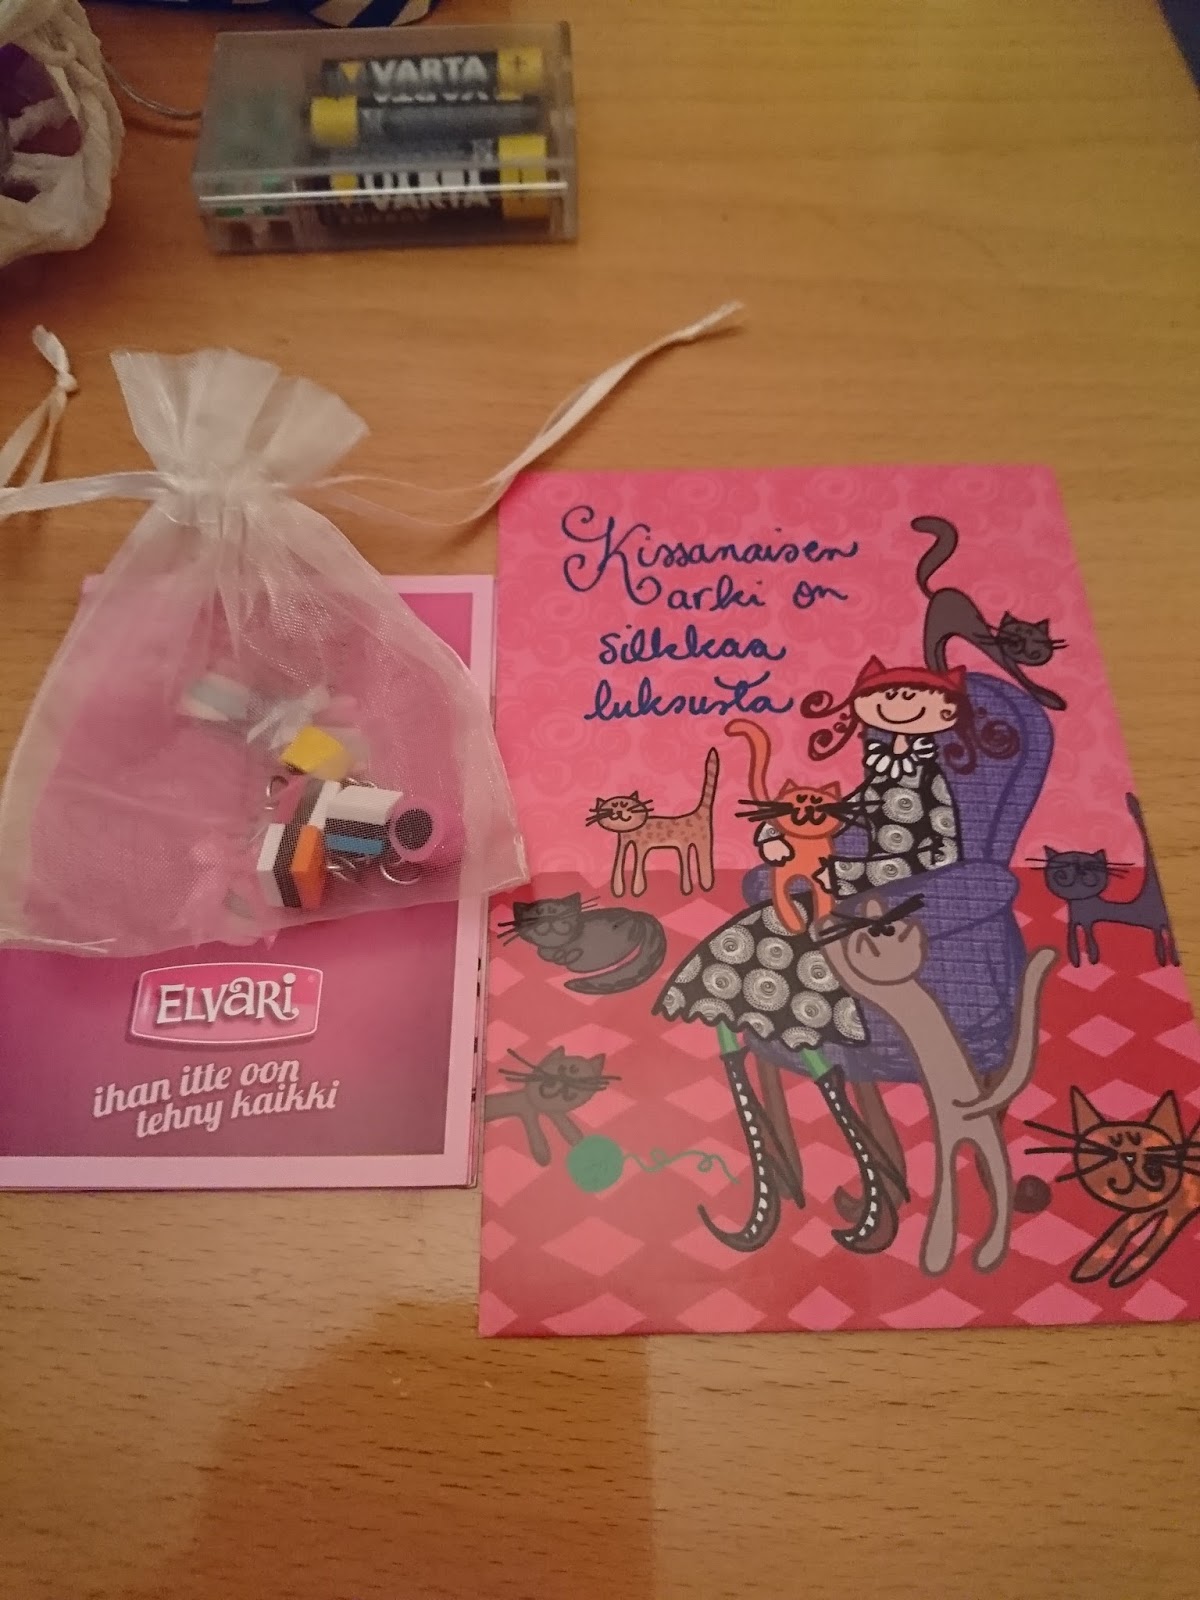 VARTA
VARTA
Kissanaisen
arki on
silkkaa
luksusta
ELVARI
ihan itte oon
tehny kaikki